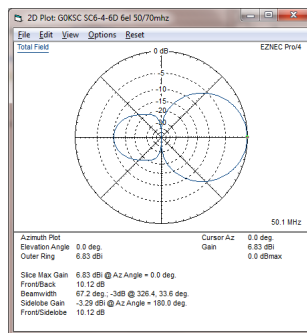 2D Plot: G0KSC SC6-4-6D 6el 50/70mhz
File Edit View Options Reset
Total Field
EZNEC Pro/4
0 dB
-5
-10
-15
-20
50.1 MHz
Azimuth Plot
Elevation Angle 0.0 deg.
Outer Ring 6.83 dBi
Cursor Az 0.0 deg.
Gain 6.83 dBi
0.0 dBmax
Slice Max Gain 6.83 dBi @ Az Angle = 0.0 deg.
Front/Back 10.12 dB
Beamwidth 67.2 deg.; -3dB @ 326.4, 33.6 deg.
Sidelobe Gain -3.29 dBi @ Az Angle = 180.0 deg.
Front/Sidelobe 10.12 dB